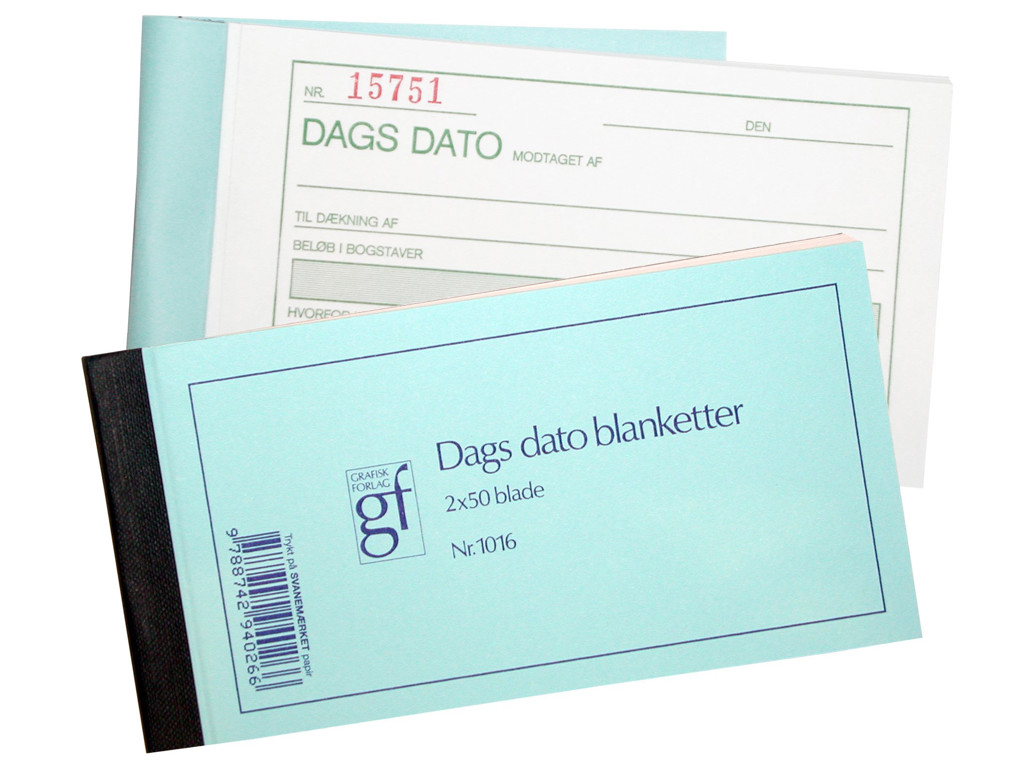 NR. 15751
DEN
DAGS DATO MODTAGET AF
TIL DÆKNING AF
BELØB I BOGSTAVER
GRAFISK
FORLAG
gf
Dags dato blanketter
2x50 blade
Nr. 1016
Trykt på SVANEMÆRKET papir
9788742940266